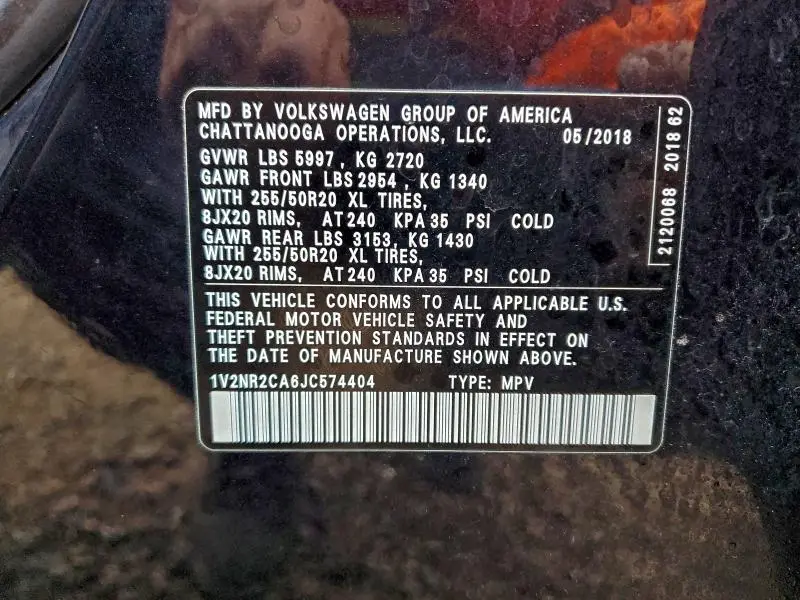 MFD BY VOLKSWAGEN GROUP OF AMERICA
CHATTANOOGA OPERATIONS, LLC. 05/2018
GVWR LBS 5997, KG 2720
GAWR FRONT LBS 2954, KG 1340
WITH 255/50R20 XL TIRES,
8JX20 RIMS, AT 240 KPA 35 PSI COLD
GAWR REAR LBS 3153, KG 1430
WITH 255/50R20 XL TIRES,
8JX20 RIMS, AT 240 KPA 35 PSI COLD
THIS VEHICLE CONFORMS TO ALL APPLICABLE U.S.
FEDERAL MOTOR VEHICLE SAFETY AND
THEFT PREVENTION STANDARDS IN EFFECT ON
THE DATE OF MANUFACTURE SHOWN ABOVE.
1V2NR2CA6JC574404 TYPE: MPV
2120068 2018 62